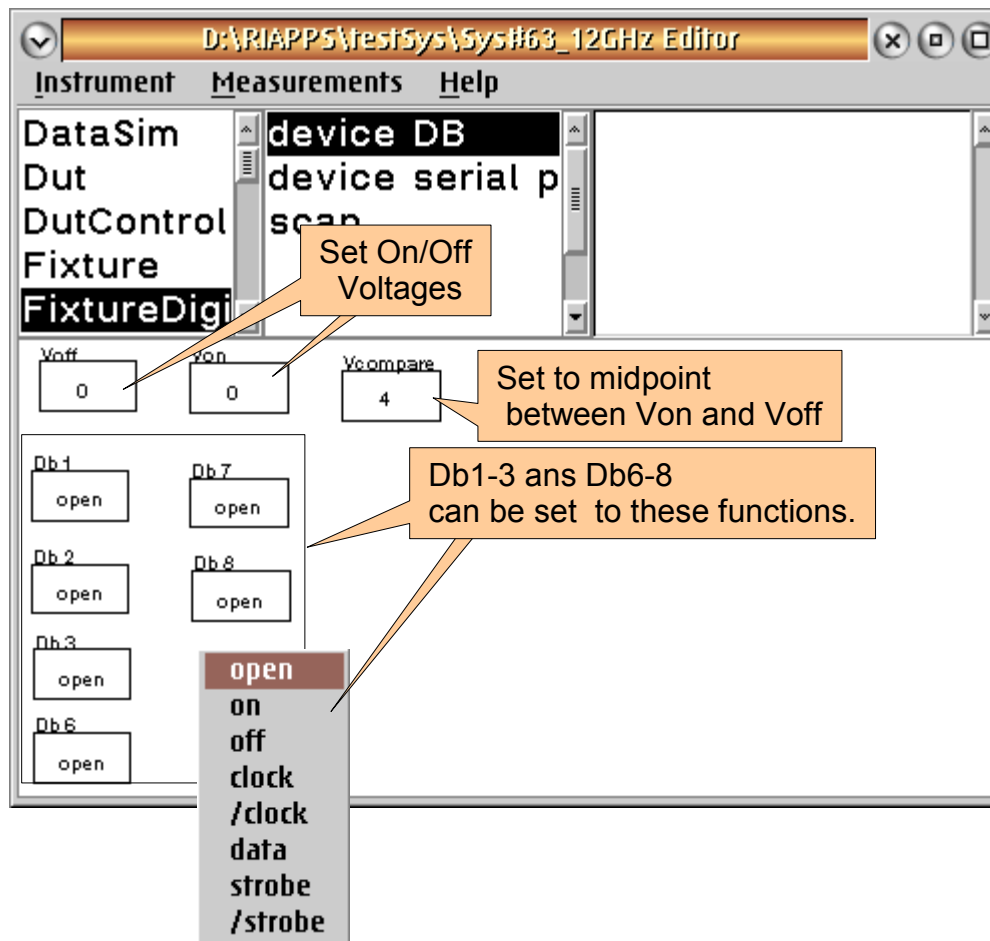 D:\RIAPPS\testSys\Sys#63_12GHz Editor
Instrument Measurements Help
DataSim
Dut
DutControl
Fixture
FixtureDigi
device DB
device serial p
scan
Set On/Off
Voltages
Voff
0
Von
0
Vcompare
4
Set to midpoint
between Von and Voff
Db1-3 ans Db6-8
can be set to these functions.
Db 1
open
Db 7
open
Db 2
open
Db 8
open
Db 3
open
Db 6
open
open
on
off
clock
/clock
data
strobe
/strobe